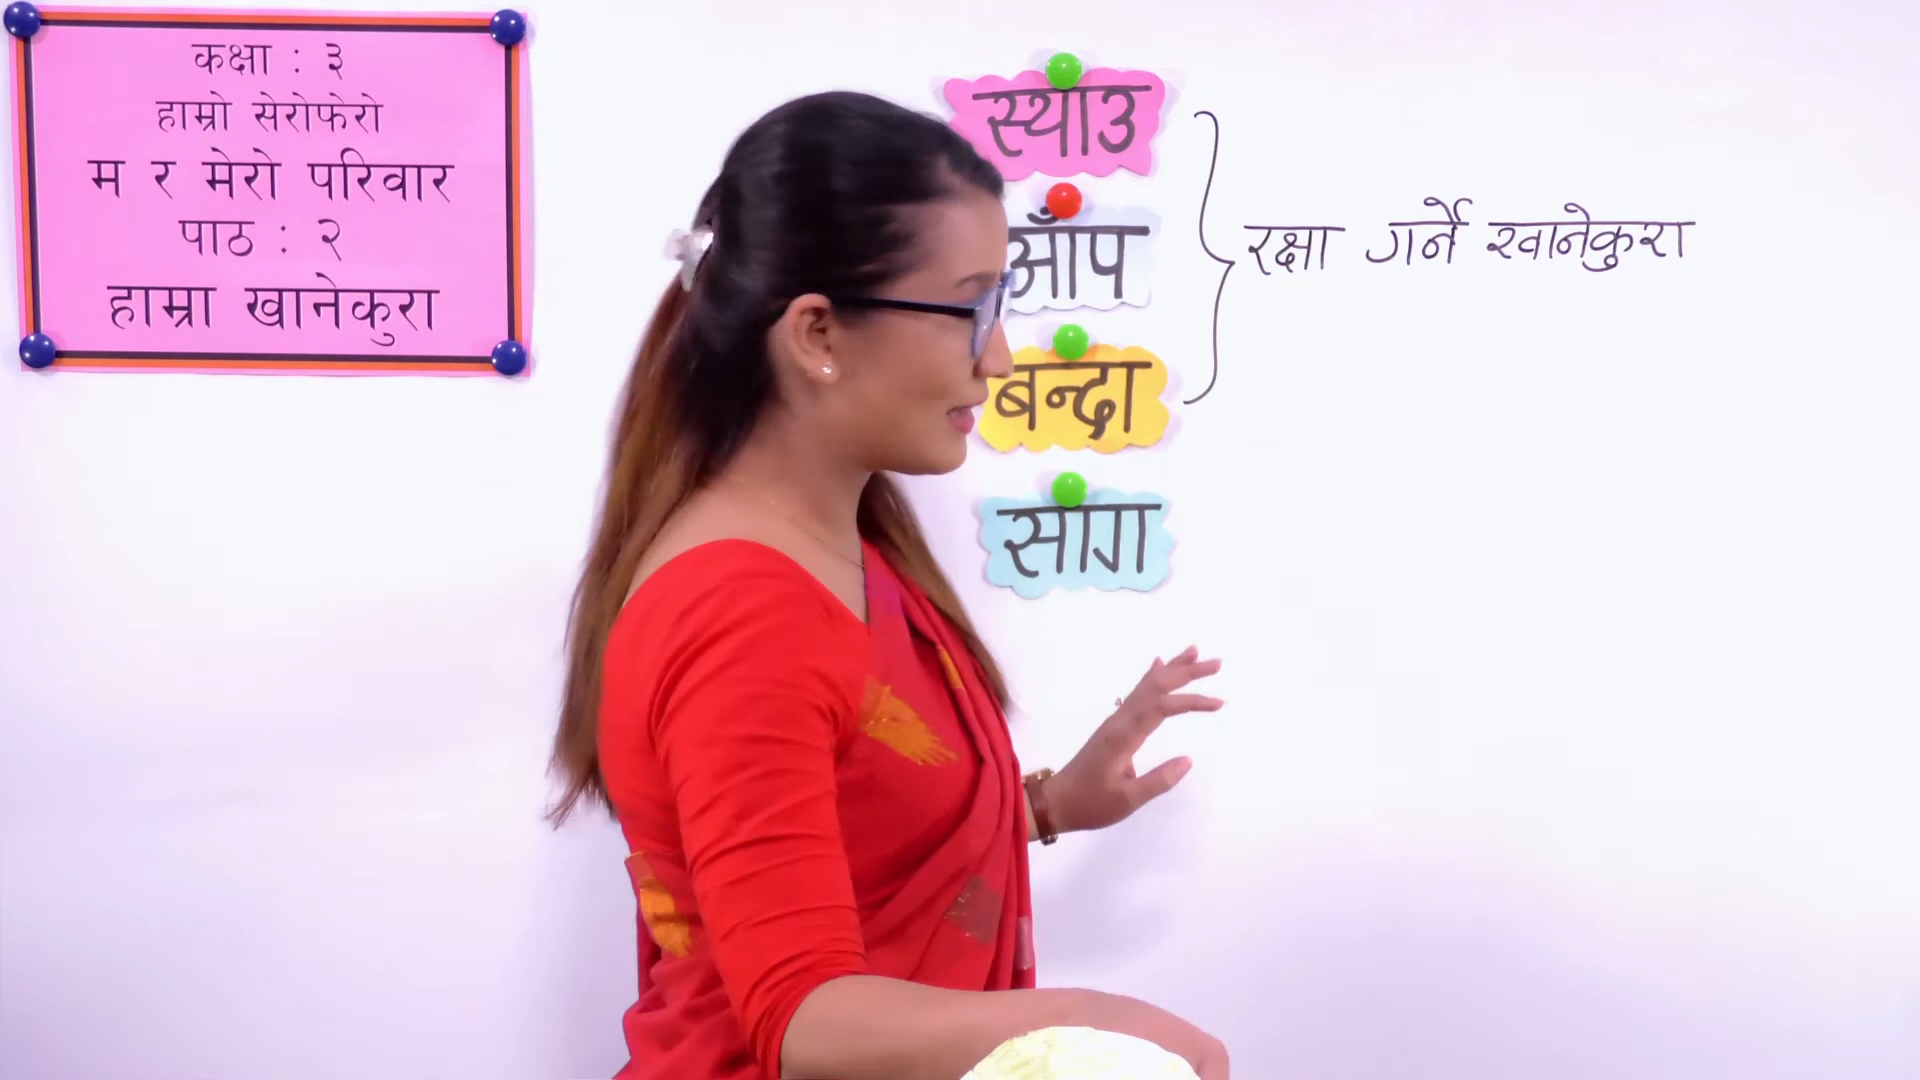 कक्षा : ३
हाम्रो सेरोफेरो
म र मेरो परिवार
पाठ : २
हाम्रा खानेकुरा
स्याउ
आँप
बन्दा
साग
रक्षा गर्ने खानेकुरा